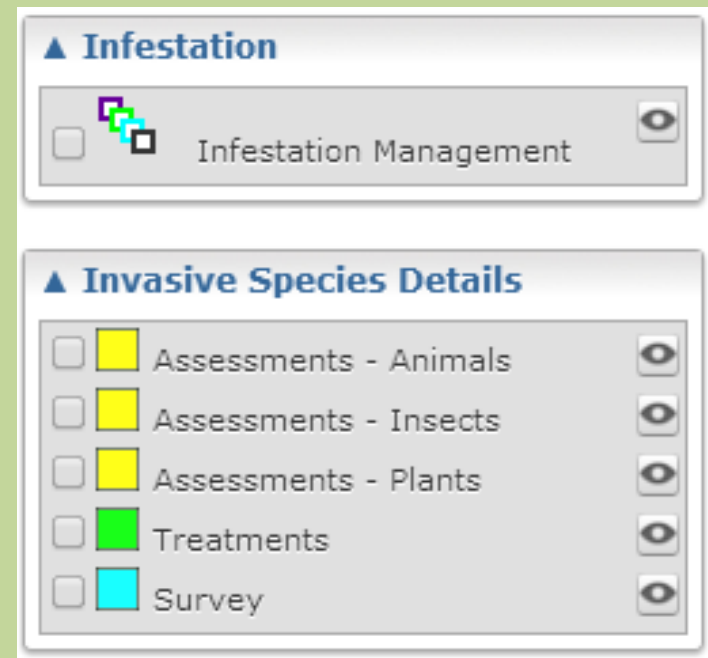 ▲ Infestation
Infestation Management
▲ Invasive Species Details
Assessments - Animals
Assessments - Insects
Assessments - Plants
Treatments
Survey